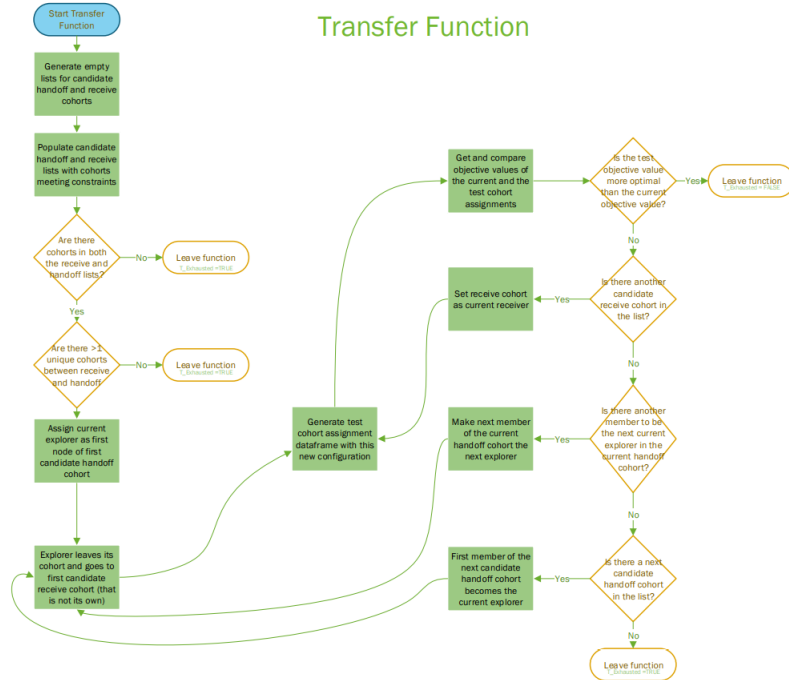 Transfer Function
Start Transfer
Function
Generate empty
lists for candidate
handoff and receive
cohorts
Populate candidate
handoff and receive
lists with cohorts
meeting constraints
Are there
cohorts in both
the receive and
handoff lists?
No
Leave function
T_Exhausted =TRUE
Yes
Are there >1
unique cohorts
between receive
and handoff
No
Leave function
T_Exhausted =TRUE
Assign current
explorer as first
node of first
candidate handoff
cohort
Explorer leaves its
cohort and goes to
first candidate
receive cohort (that
is not its own)
Generate test
cohort assignment
dataframe with this
new configuration
Get and compare
objective values of
the current and the
test cohort
assignments
Is the test
objective value
more optimal
than the current
objective value?
Yes
Leave function
T_Exhausted = FALSE
No
Is there another
candidate
receive cohort in
the list?
Yes
Set receive cohort
as current receiver
No
Is there another
member to be
the next current
explorer in the
current handoff
cohort?
Yes
Make next member
of the current
handoff cohort the
next explorer
No
Is there a next
candidate
handoff cohort
in the list?
Yes
First member of the
next candidate
handoff cohort
becomes the
current explorer
No
Leave function
T_Exhausted =TRUE